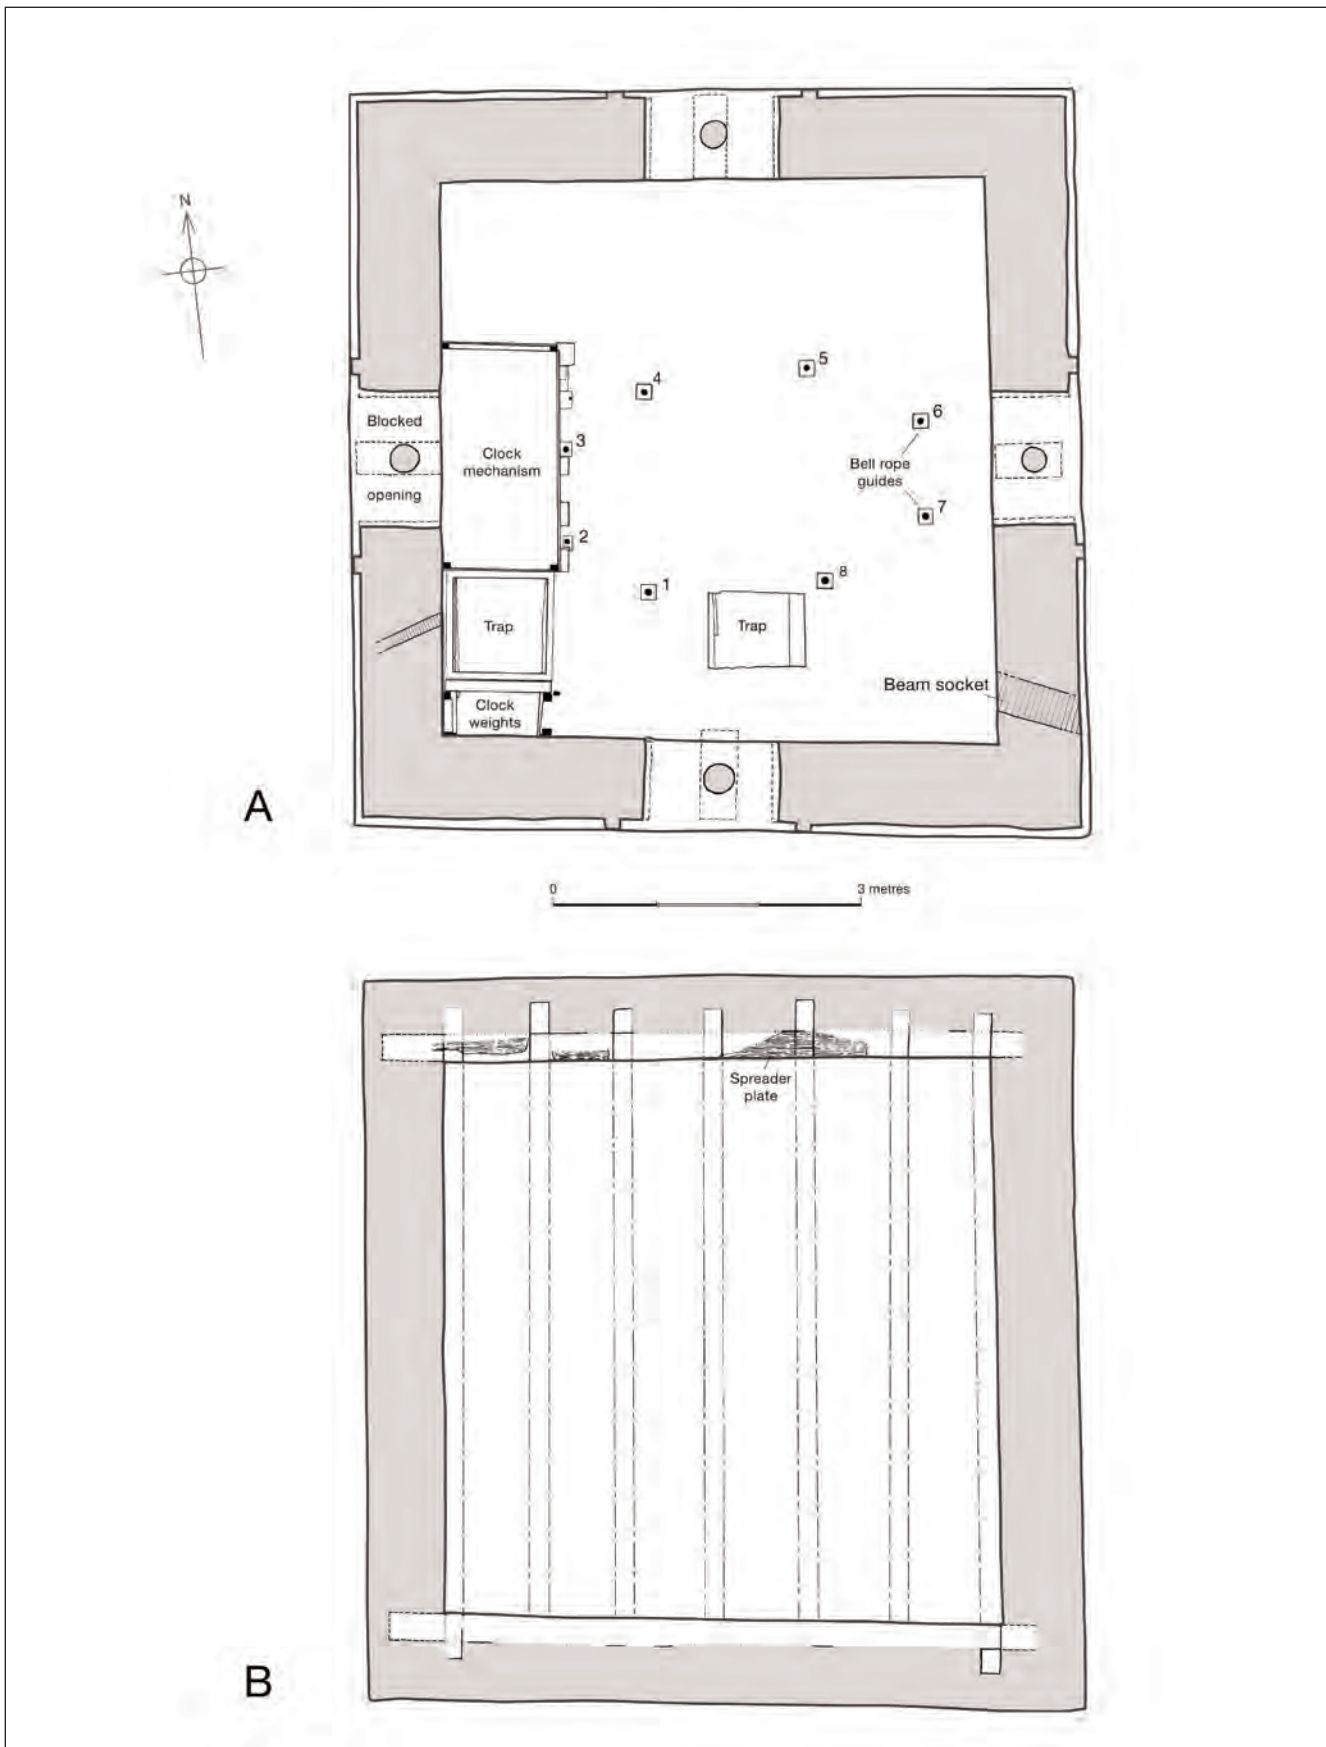 N
5
4
6
Blocked
3
Clock
mechanism
Bell rope
guides
opening
7
2
8
1
Trap
Trap
Beam socket
Clock
weights
A
0
3 metres
Spreader
plate
B